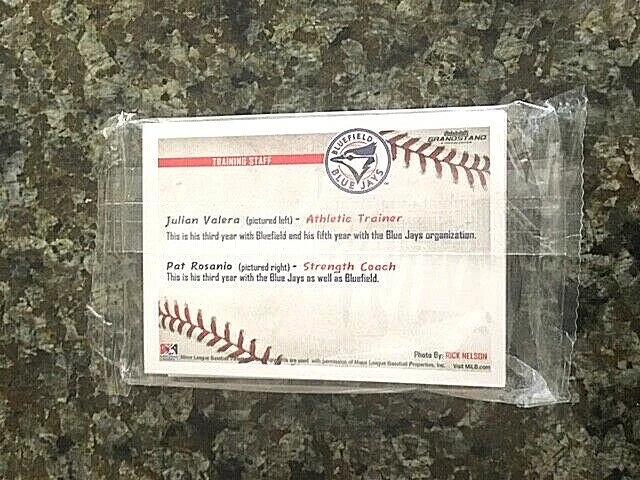 BLUEFIELD
BLUE JAYS
GRANDSTAND
TRAINING STAFF
Julian Valera (pictured left) - Athletic Trainer
This is his third year with Bluefield and his fifth year with the Blue Jays organization.
Pat Rosanio (pictured right) - Strength Coach
This is his third year with the Blue Jays as well as Bluefield.
Photo By: RICK NELSON
Minor League Baseball are used with permission of Major League Baseball Properties, Inc. Visit MiLB.com